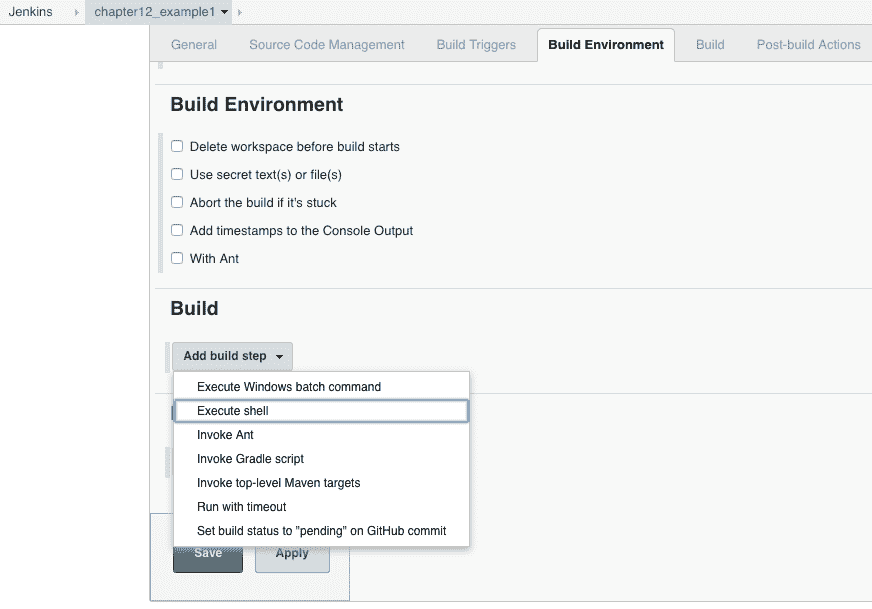 Jenkins chapter12_example1
General Source Code Management Build Triggers Build Environment Build Post-build Actions
Build Environment
Delete workspace before build starts
Use secret text(s) or file(s)
Abort the build if it's stuck
Add timestamps to the Console Output
With Ant
Build
Add build step
Execute Windows batch command
Execute shell
Invoke Ant
Invoke Gradle script
Invoke top-level Maven targets
Run with timeout
Set build status to "pending" on GitHub commit
Save Apply